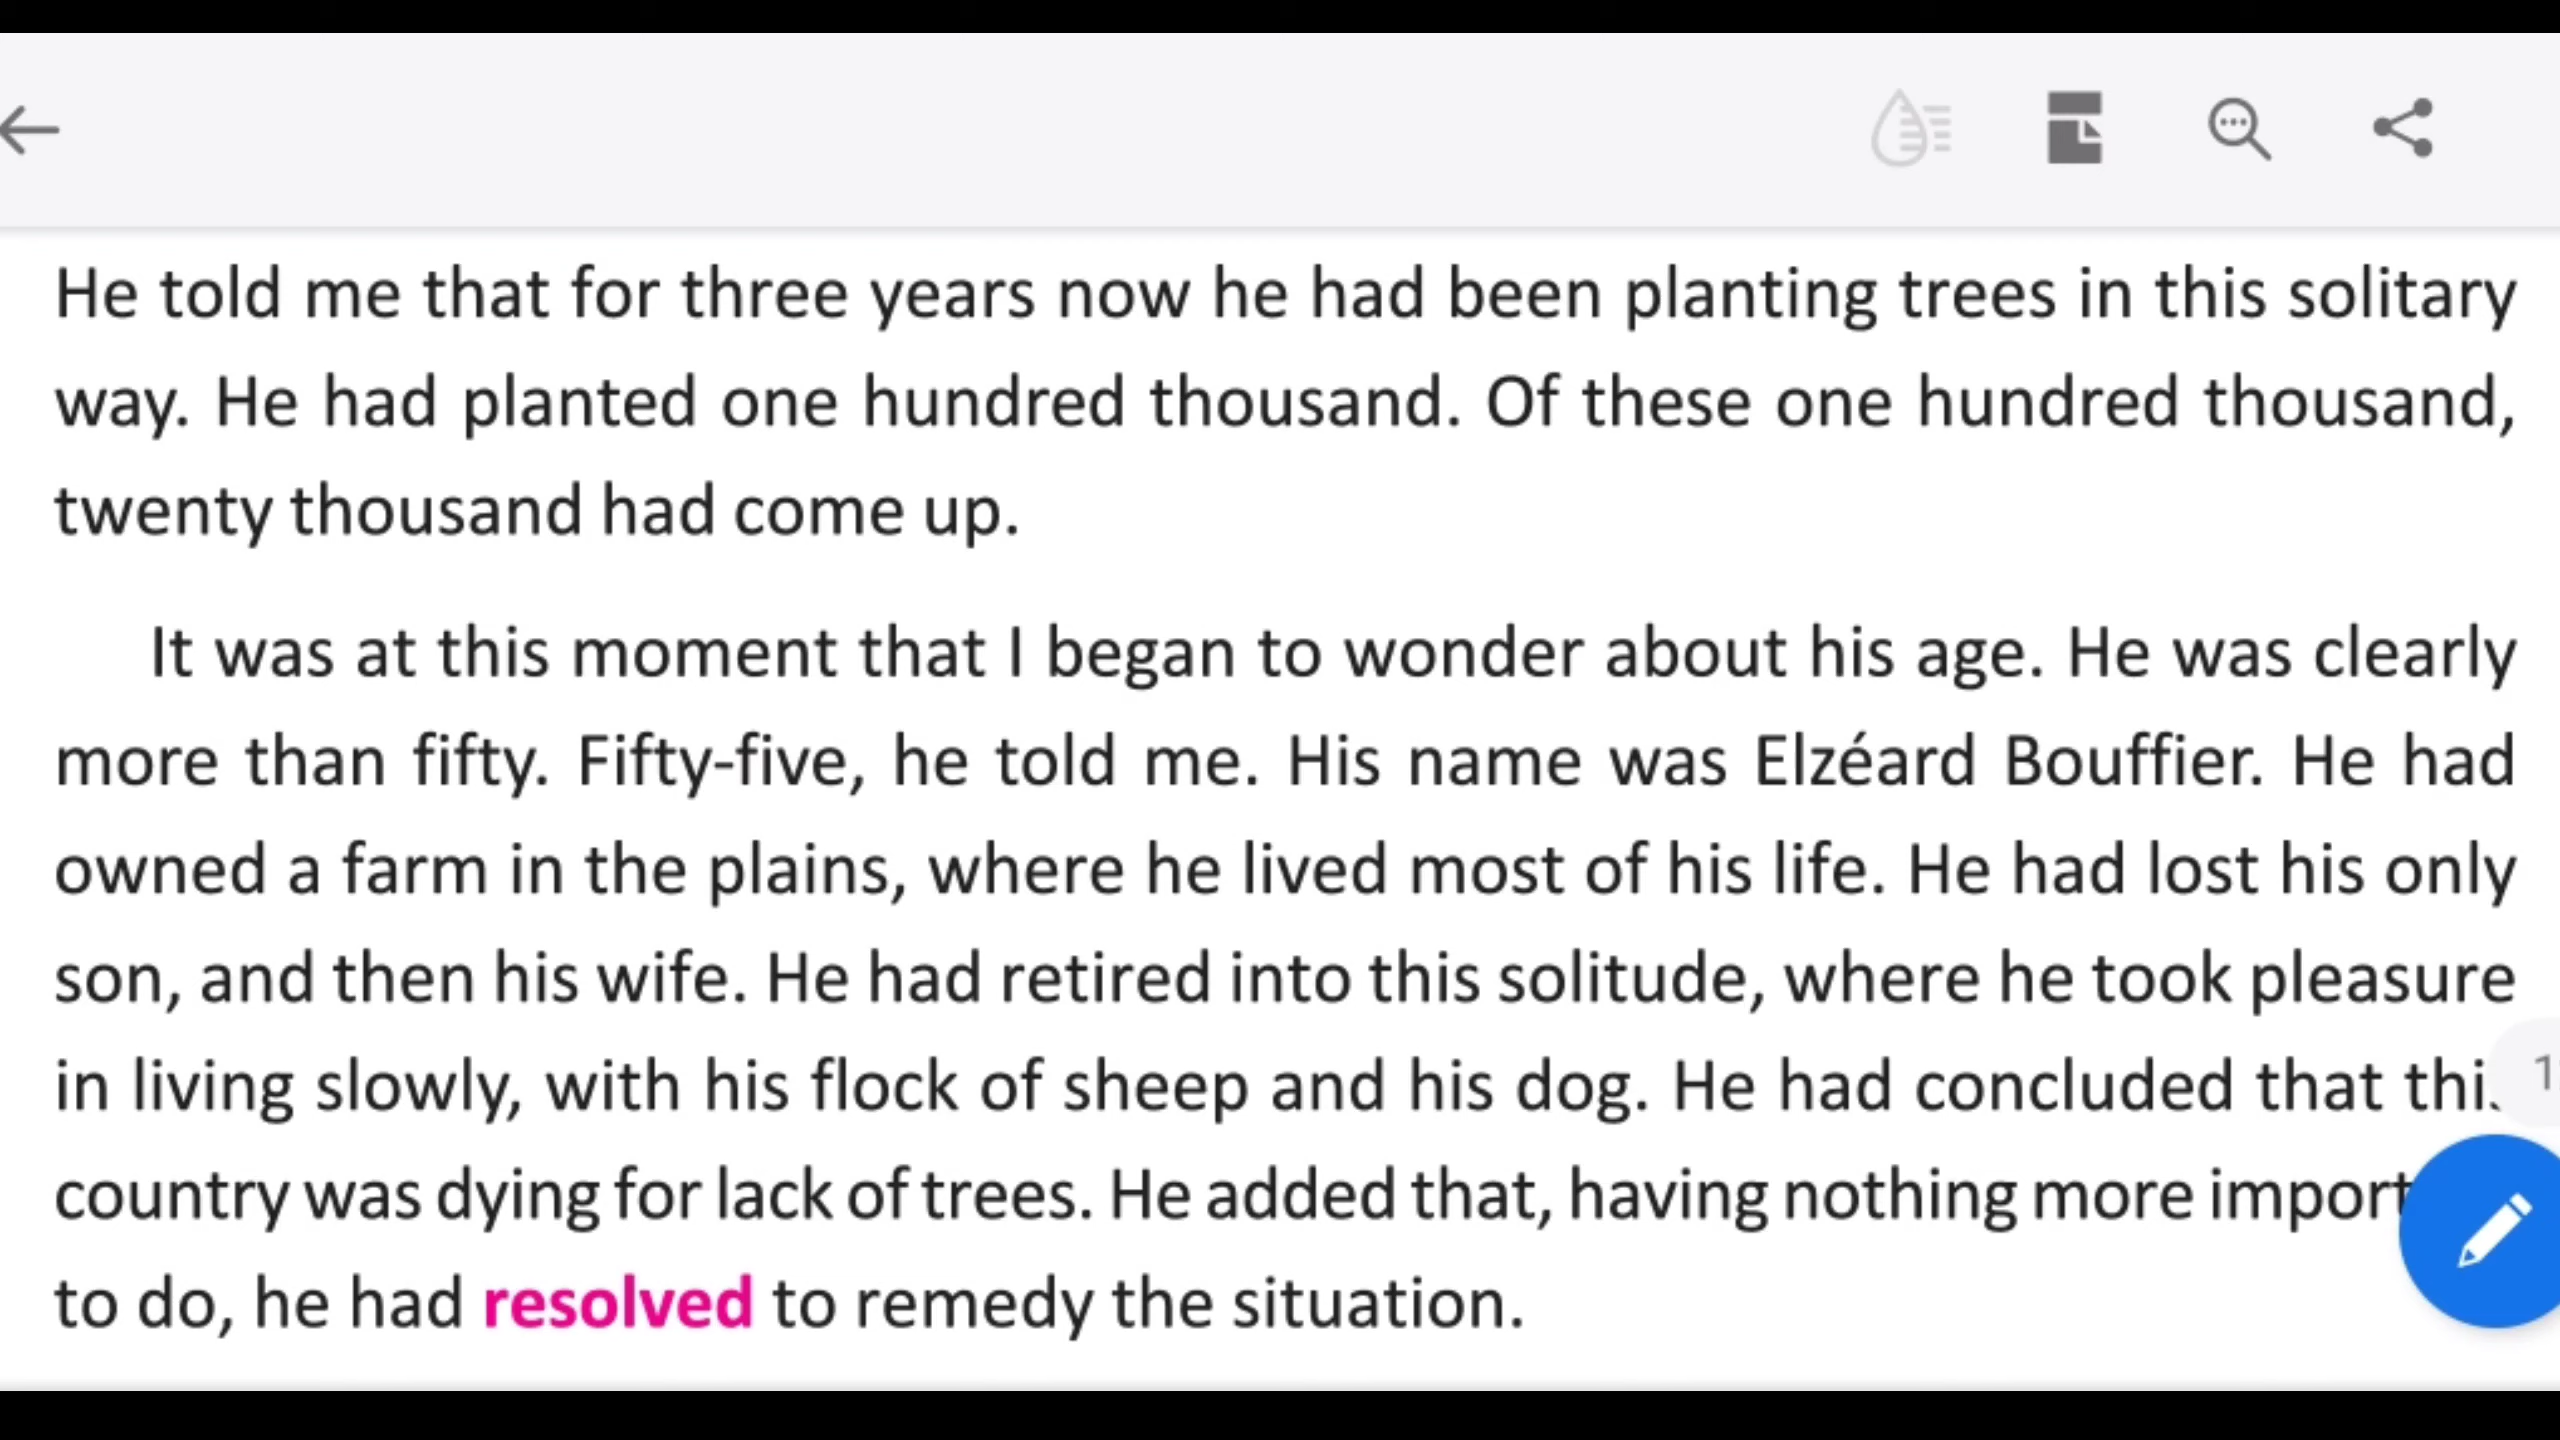 He told me that for three years now he had been planting trees in this solitary
way. He had planted one hundred thousand. Of these one hundred thousand,
twenty thousand had come up.
It was at this moment that I began to wonder about his age. He was clearly
more than fifty. Fifty-five, he told me. His name was Elzéard Bouffier. He had
owned a farm in the plains, where he lived most of his life. He had lost his only
son, and then his wife. He had retired into this solitude, where he took pleasure
in living slowly, with his flock of sheep and his dog. He had concluded that
country was dying for lack of trees. He added that, having nothing more
to do, he had resolved to remedy the situation.